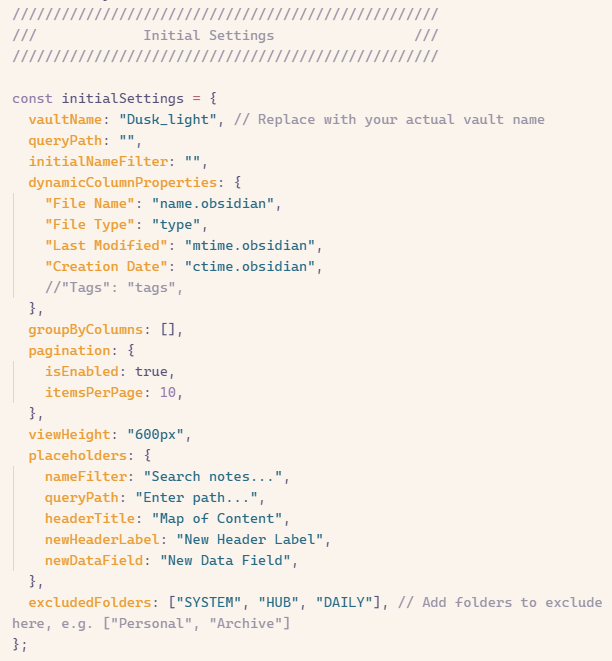 ////////////////////////////////////////////////////
///             Initial Settings                 ///
////////////////////////////////////////////////////

const initialSettings = {
  vaultName: "Dusk_light", // Replace with your actual vault name
  queryPath: "",
  initialNameFilter: "",
  dynamicColumnProperties: {
    "File Name": "name.obsidian",
    "File Type": "type",
    "Last Modified": "mtime.obsidian",
    "Creation Date": "ctime.obsidian",
    //"Tags": "tags",
  },
  groupByColumns: [],
  pagination: {
    isEnabled: true,
    itemsPerPage: 10,
  },
  viewHeight: "600px",
  placeholders: {
    nameFilter: "Search notes...",
    queryPath: "Enter path...",
    headerTitle: "Map of Content",
    newHeaderLabel: "New Header Label",
    newDataField: "New Data Field",
  },
  excludedFolders: ["SYSTEM", "HUB", "DAILY"], // Add folders to exclude
here, e.g. ["Personal", "Archive"]
};